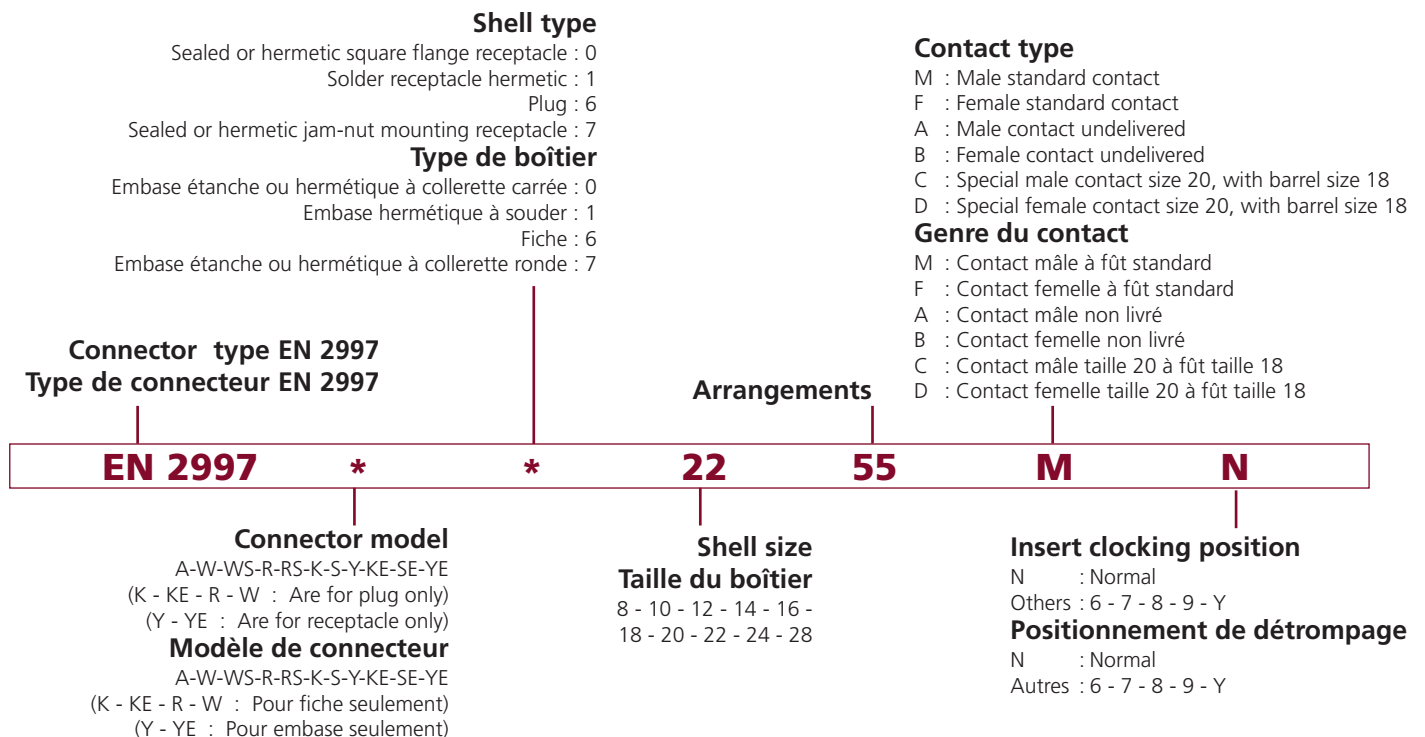 Shell type
Sealed or hermetic square flange receptacle : 0
Solder receptacle hermetic : 1
Plug : 6
Sealed or hermetic jam-nut mounting receptacle : 7
Type de boîtier
Embase étanche ou hermétique à collerette carrée : 0
Embase hermétique à souder : 1
Fiche : 6
Embase étanche ou hermétique à collerette ronde : 7
Contact type
M : Male standard contact
F : Female standard contact
A : Male contact undelivered
B : Female contact undelivered
C : Special male contact size 20, with barrel size 18
D : Special female contact size 20, with barrel size 18
Genre du contact
M : Contact mâle à fût standard
F : Contact femelle à fût standard
A : Contact mâle non livré
B : Contact femelle non livré
C : Contact mâle taille 20 à fût taille 18
D : Contact femelle taille 20 à fût taille 18
Connector type EN 2997
Type de connecteur EN 2997
Arrangements
EN 2997 * * 22 55 M N
Connector model
A-W-WS-R-RS-K-S-Y-KE-SE-YE
(K - KE - R - W : Are for plug only)
(Y - YE : Are for receptacle only)
Modèle de connecteur
A-W-WS-R-RS-K-S-Y-KE-SE-YE
(K - KE - R - W : Pour fiche seulement)
(Y - YE : Pour embase seulement)
Shell size
Taille du boîtier
8 - 10 - 12 - 14 - 16 -
18 - 20 - 22 - 24 - 28
Insert clocking position
N : Normal
Others : 6 - 7 - 8 - 9 - Y
Positionnement de détrompage
N : Normal
Autres : 6 - 7 - 8 - 9 - Y